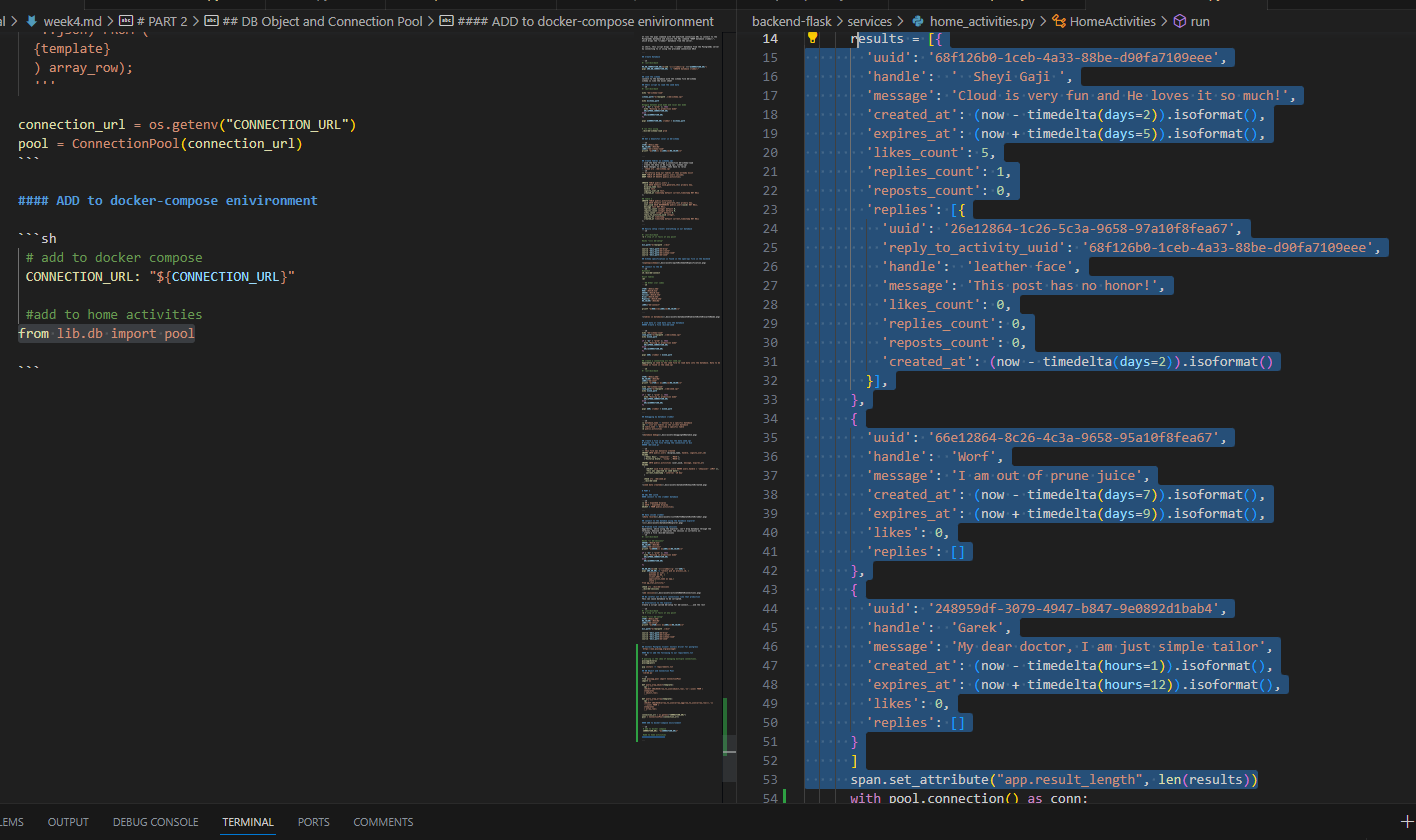 al > week4.md > # PART 2 > ## DB Object and Connection Pool > #### ADD to docker-compose enivironment
{template}
) array_row);
'''
connection_url = os.getenv("CONNECTION_URL")
pool = ConnectionPool(connection_url)
```
#### ADD to docker-compose enivironment
```sh
# add to docker compose
CONNECTION_URL: "${CONNECTION_URL}"
#add to home activities
from lib.db import pool
```
backend-flask > services > home_activities.py > HomeActivities > run
14 results = [{
15 'uuid': '68f126b0-1ceb-4a33-88be-d90fa7109eee',
16 'handle': ' Sheyi Gaji ',
17 'message': 'Cloud is very fun and He loves it so much!',
18 'created_at': (now - timedelta(days=2)).isoformat(),
19 'expires_at': (now + timedelta(days=5)).isoformat(),
20 'likes_count': 5,
21 'replies_count': 1,
22 'reposts_count': 0,
23 'replies': [{
24 'uuid': '26e12864-1c26-5c3a-9658-97a10f8fea67',
25 'reply_to_activity_uuid': '68f126b0-1ceb-4a33-88be-d90fa7109eee',
26 'handle': 'leather face',
27 'message': 'This post has no honor!',
28 'likes_count': 0,
29 'replies_count': 0,
30 'reposts_count': 0,
31 'created_at': (now - timedelta(days=2)).isoformat()
32 }],
33 },
34 {
35 'uuid': '66e12864-8c26-4c3a-9658-95a10f8fea67',
36 'handle': 'Worf',
37 'message': 'I am out of prune juice',
38 'created_at': (now - timedelta(days=7)).isoformat(),
39 'expires_at': (now + timedelta(days=9)).isoformat(),
40 'likes': 0,
41 'replies': []
42 },
43 {
44 'uuid': '248959df-3079-4947-b847-9e0892d1bab4',
45 'handle': 'Garek',
46 'message': 'My dear doctor, I am just simple tailor',
47 'created_at': (now - timedelta(hours=1)).isoformat(),
48 'expires_at': (now + timedelta(hours=12)).isoformat(),
49 'likes': 0,
50 'replies': []
51 }
52 ]
53 span.set_attribute("app.result_length", len(results))
54 with pool.connection() as conn:
LEMS OUTPUT DEBUG CONSOLE TERMINAL PORTS COMMENTS